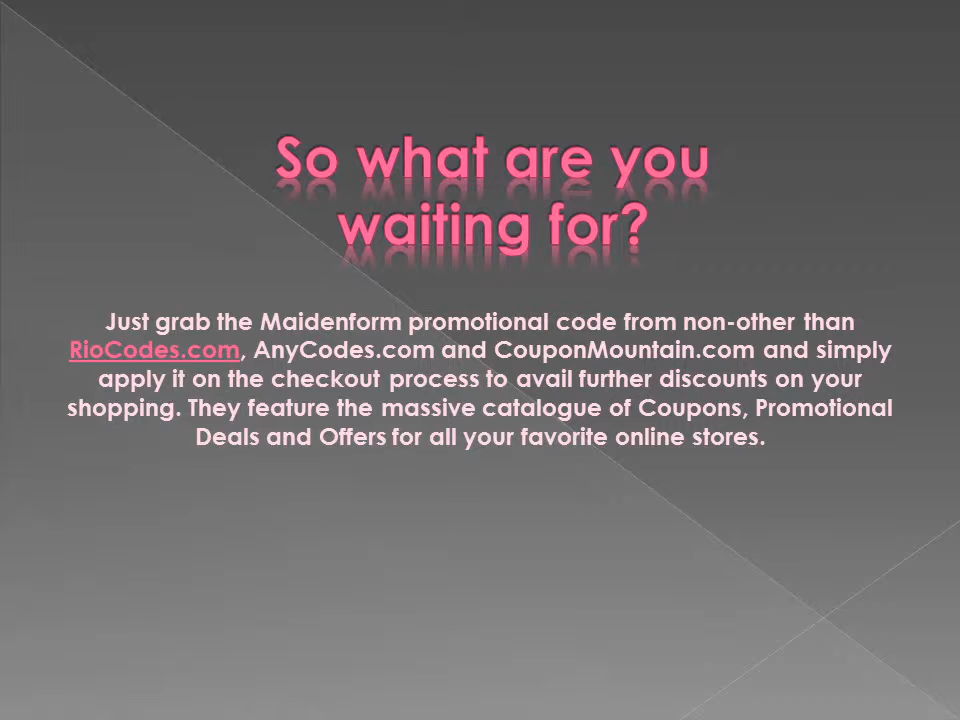 So what are you
waiting for?
Just grab the Maidenform promotional code from non-other than
RioCodes.com, AnyCodes.com and CouponMountain.com and simply
apply it on the checkout process to avail further discounts on your
shopping. They feature the massive catalogue of Coupons, Promotional
Deals and Offers for all your favorite online stores.